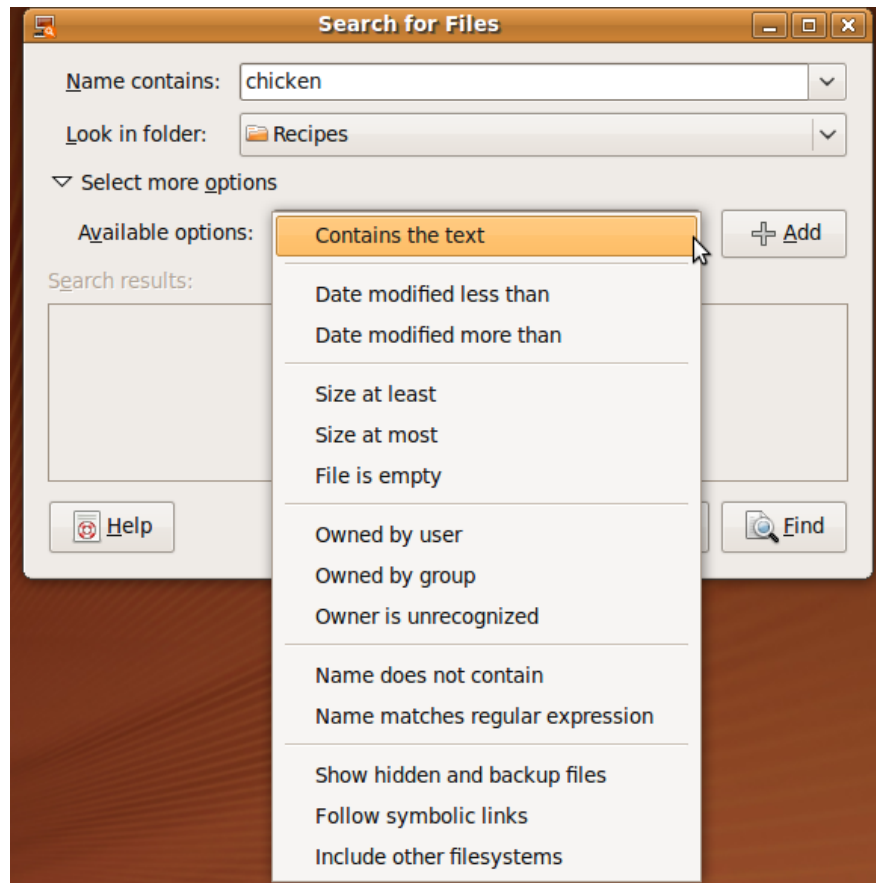 Search for Files
Name contains: chicken
Look in folder: Recipes
Select more options
Available options: Contains the text Add
Search results:
Date modified less than
Date modified more than
Size at least
Size at most
File is empty
Help Find
Owned by user
Owned by group
Owner is unrecognized
Name does not contain
Name matches regular expression
Show hidden and backup files
Follow symbolic links
Include other filesystems